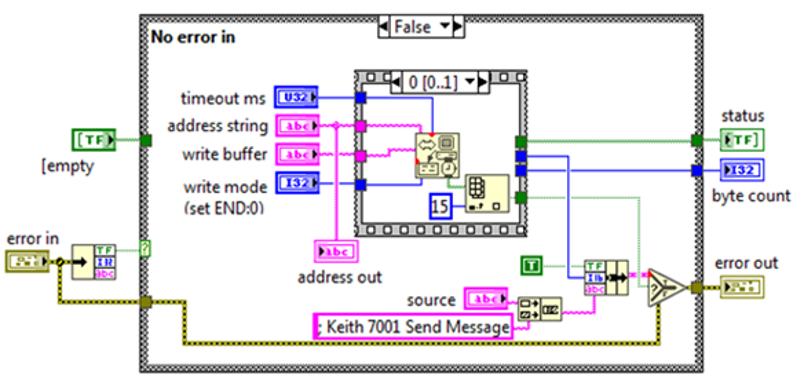 False
No error in
0 [0..1]
timeout ms
U32
status
address string
abc
TF
TF
write buffer
abc
[empty
write mode
I32
I32
(set END:0)
15
byte count
abc
error in
TF
abc
address out
T
TF
error out
abc
source
abc
; Keith 7001 Send Message